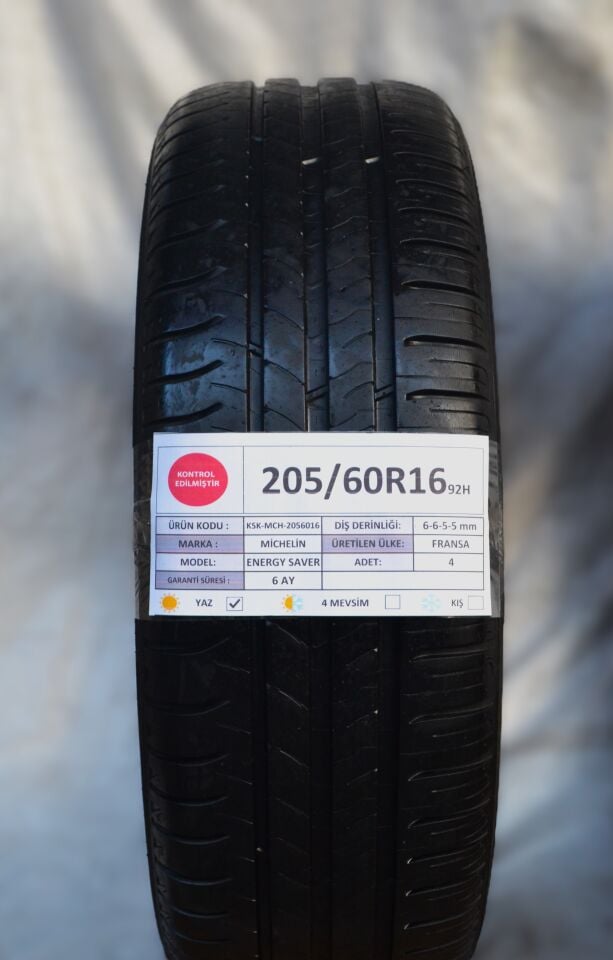 KONTROL
EDİLMİŞTİR
205/60R16 92H
ÜRÜN KODU : KSK-MCH-2056016 DİŞ DERİNLİĞİ: 6-6-5-5 mm
MARKA : MİCHELİN ÜRETİLEN ÜLKE: FRANSA
MODEL: ENERGY SAVER ADET: 4
GARANTİ SÜRESİ : 6 AY
YAZ 4 MEVSİM KIŞ